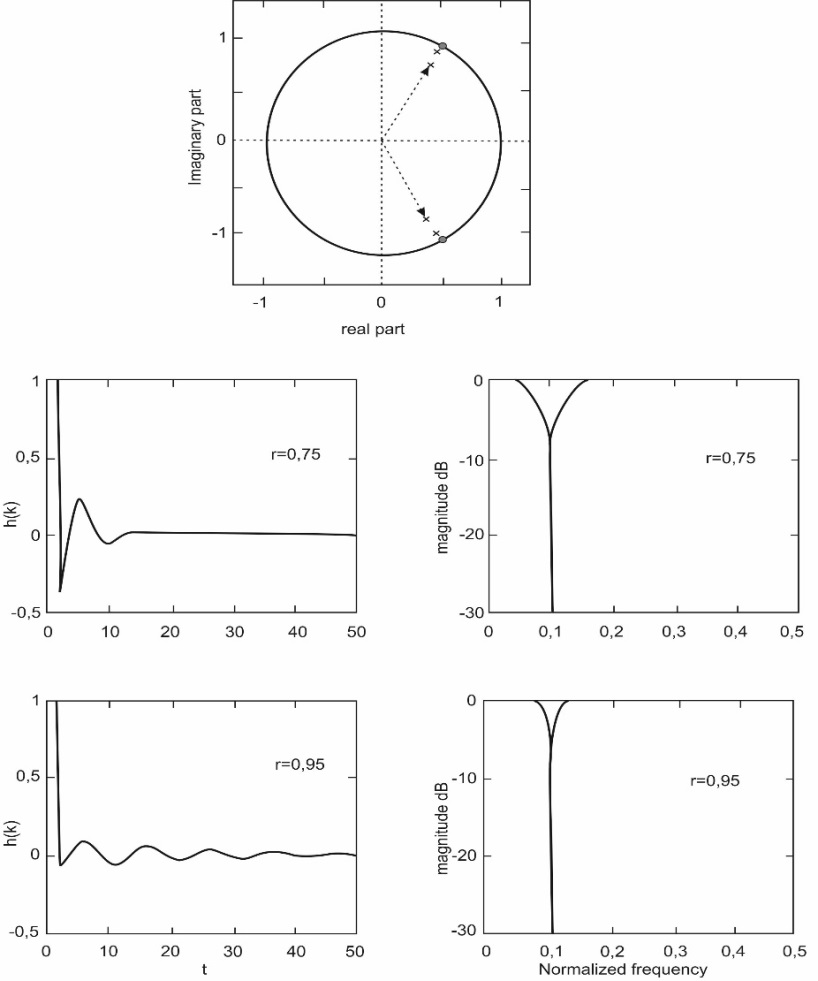 Imaginary part
1
0
-1
-1 0 1
real part
h(k)
1
0,5
0
-0,5
r=0,75
0 10 20 30 40 50
magnitude dB
0
-10
-20
-30
r=0,75
0 0,1 0,2 0,3 0,4 0,5
h(k)
1
0,5
0
-0,5
r=0,95
0 10 20 30 40 50
t
magnitude dB
0
-10
-20
-30
r=0,95
0 0,1 0,2 0,3 0,4 0,5
Normalized frequency